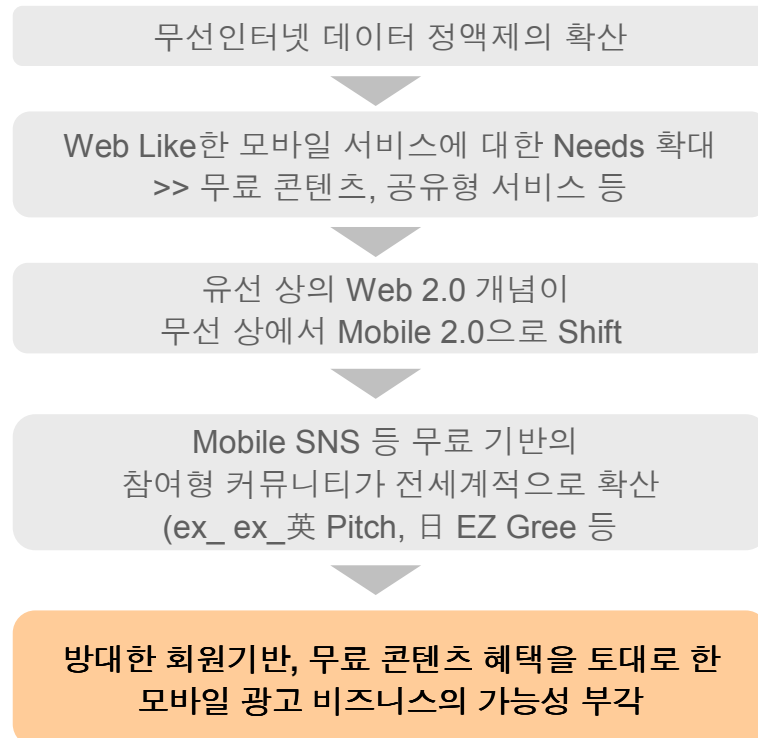 무선인터넷 데이터 정액제의 확산
Web Like한 모바일 서비스에 대한 Needs 확대
>> 무료 콘텐츠, 공유형 서비스 등
유선 상의 Web 2.0 개념이
무선 상에서 Mobile 2.0으로 Shift
Mobile SNS 등 무료 기반의
참여형 커뮤니티가 전세계적으로 확산
(ex_ ex_英 Pitch, 日 EZ Gree 등
방대한 회원기반, 무료 콘텐츠 혜택을 토대로 한
모바일 광고 비즈니스의 가능성 부각